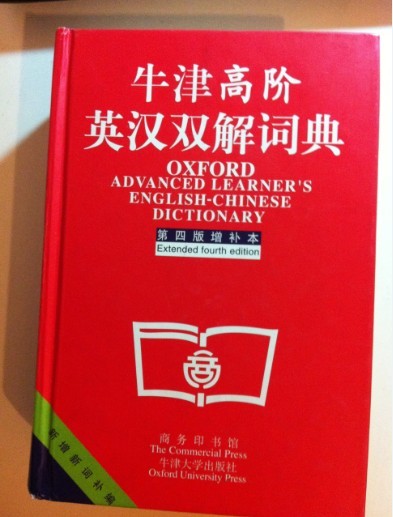 牛津高阶
英汉双解词典
OXFORD
ADVANCED LEARNER'S
ENGLISH-CHINESE
DICTIONARY
第四版增补本
Extended fourth edition
商务印书馆
The Commercial Press
牛津大学出版社
Oxford University Press
新增新词补编